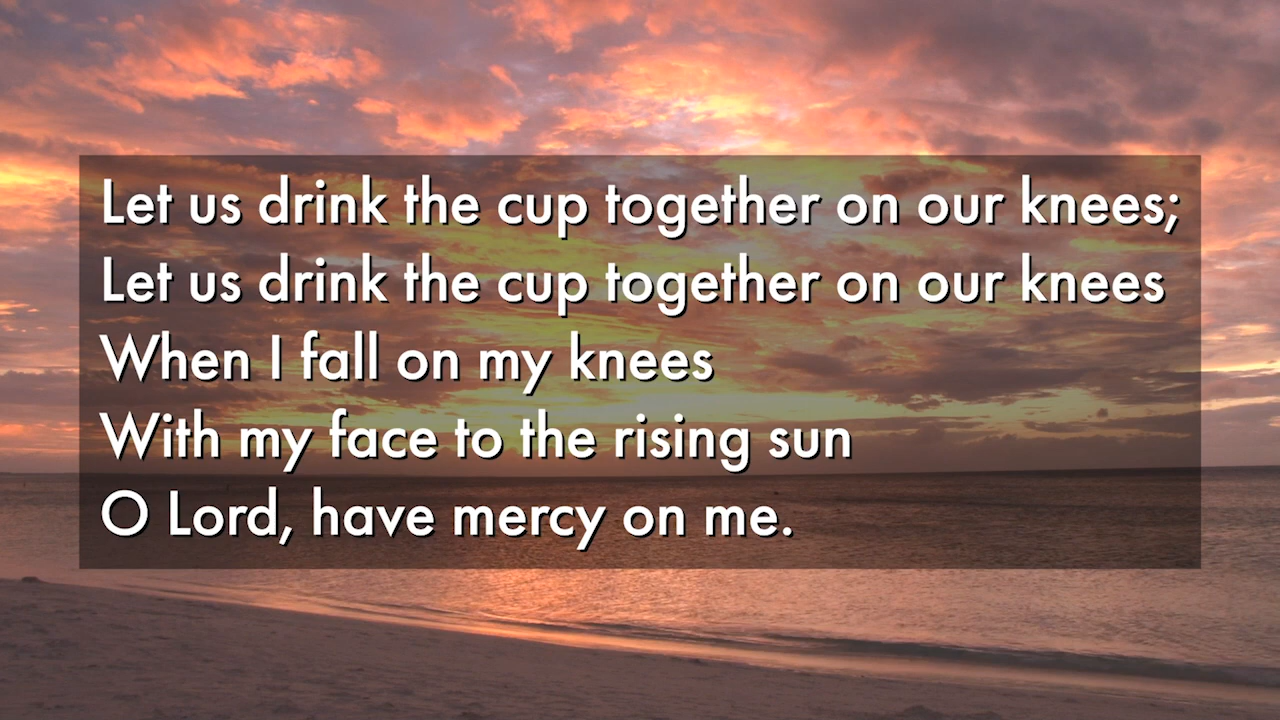 Let us drink the cup together on our knees;
Let us drink the cup together on our knees
When I fall on my knees
With my face to the rising sun
O Lord, have mercy on me.